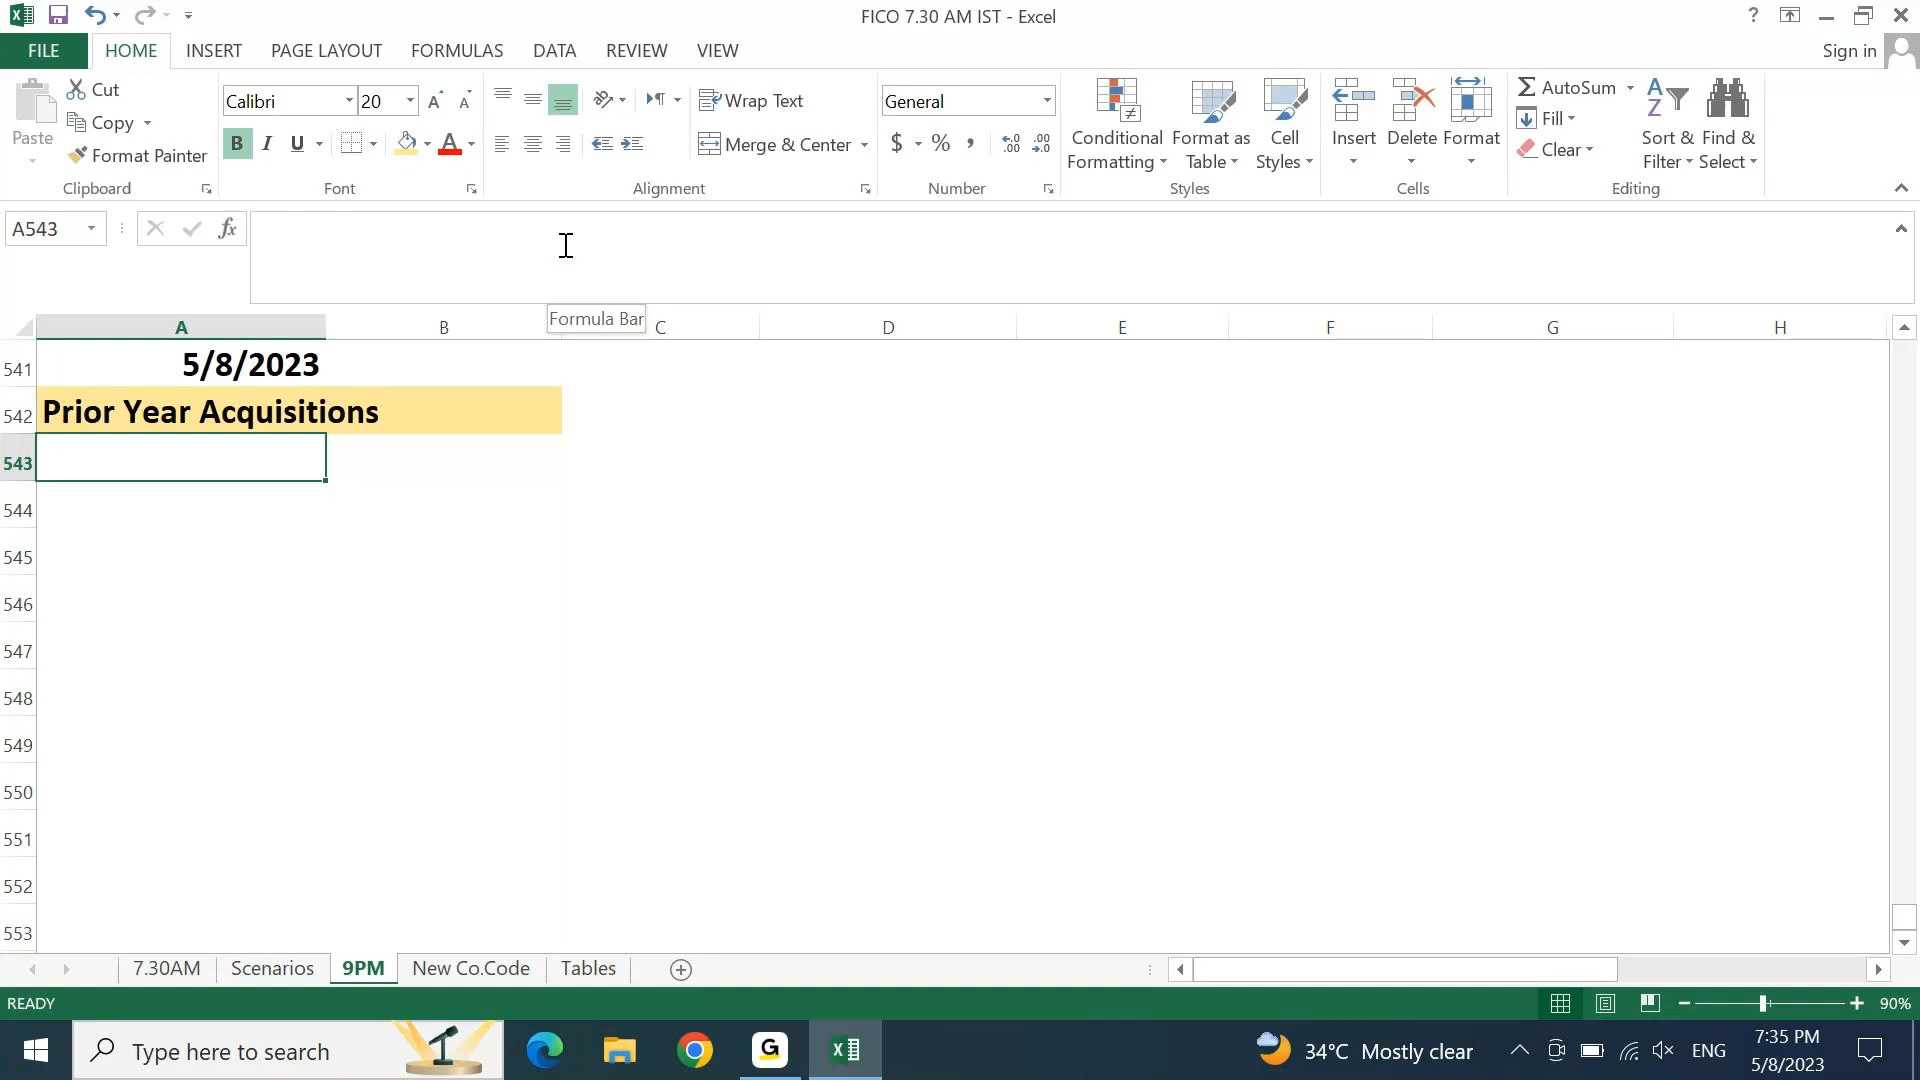 FICO 7.30 AM IST - Excel
?
FILE HOME INSERT PAGE LAYOUT FORMULAS DATA REVIEW VIEW Sign in
Paste
Cut
Copy
Format Painter
Clipboard
Calibri 20
B I U
Font
Wrap Text
Merge & Center
Alignment
General
$ % ,
Number
Conditional Formatting
Format as Table
Cell Styles
Styles
Insert Delete Format
Cells
AutoSum
Fill
Clear
Sort & Filter
Find & Select
Editing
A543 fx
Formula Bar
A B C D E F G H
541 5/8/2023
542 Prior Year Acquisitions
543
544
545
546
547
548
549
550
551
552
553
7.30AM Scenarios 9PM New Co.Code Tables
READY 90%
Type here to search
34°C Mostly clear ENG
7:35 PM
5/8/2023